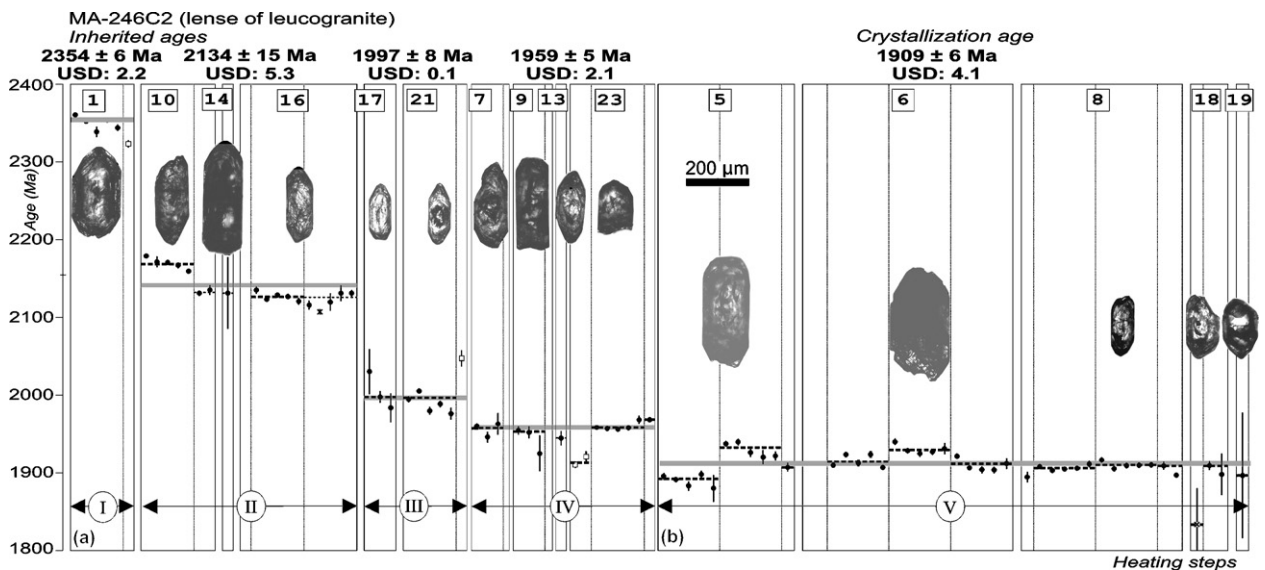 MA-246C2 (lense of leucogranite)
Inherited ages
Crystallization age
2354 ± 6 Ma 2134 ± 15 Ma 1997 ± 8 Ma 1959 ± 5 Ma 1909 ± 6 Ma
USD: 2.2 USD: 5.3 USD: 0.1 USD: 2.1 USD: 4.1
2400
1 10 14 16 17 21 7 9 13 23 5 6 8 18 19
2300
200 µm
Age (Ma)
2200
2100
2000
1900
I II III IV V
(a) (b)
1800
Heating steps